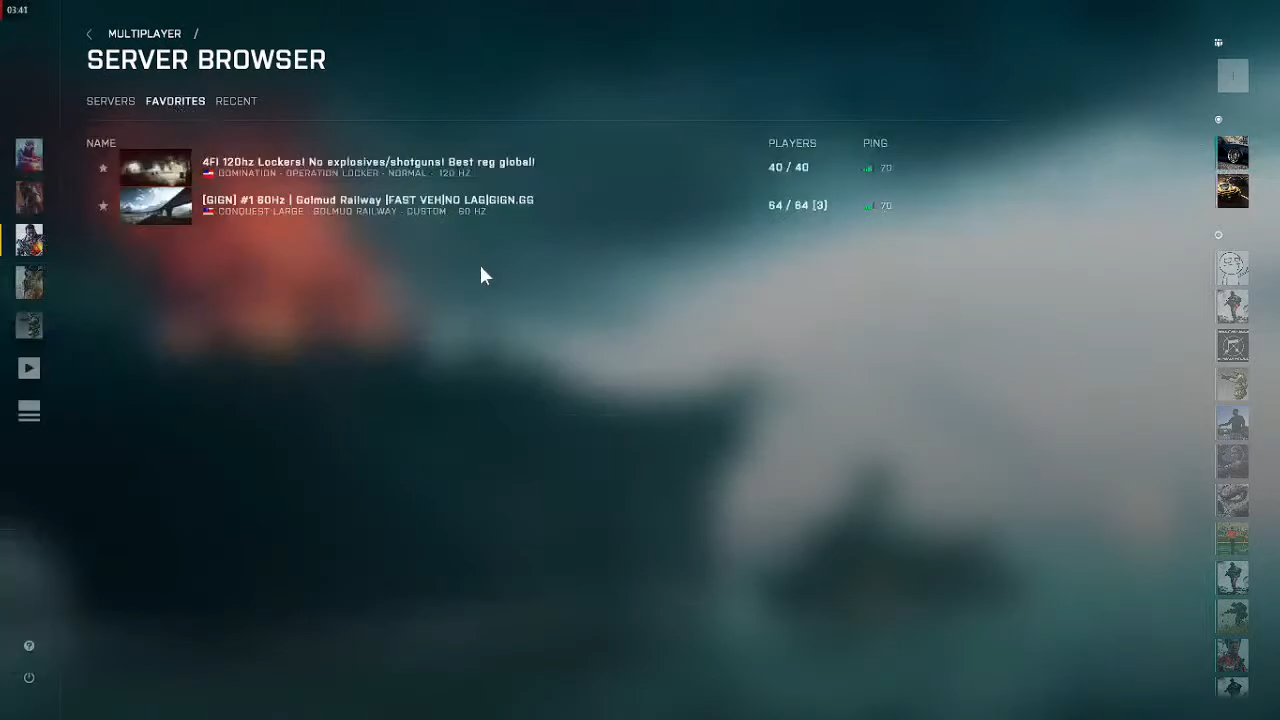 03:41
MULTIPLAYER /
SERVER BROWSER
SERVERS FAVORITES RECENT
NAME PLAYERS PING
4F! 120hz Lockers! No explosives/shotguns! Best reg global! 40 / 40 70
DOMINATION - OPERATION LOCKER - NORMAL - 120 HZ
[GIGN] #1 60Hz | Golmud Railway |FAST VEH|NO LAG|GIGN.GG 64 / 64 [3] 70
CONQUEST LARGE - GOLMUD RAILWAY - CUSTOM - 60 HZ